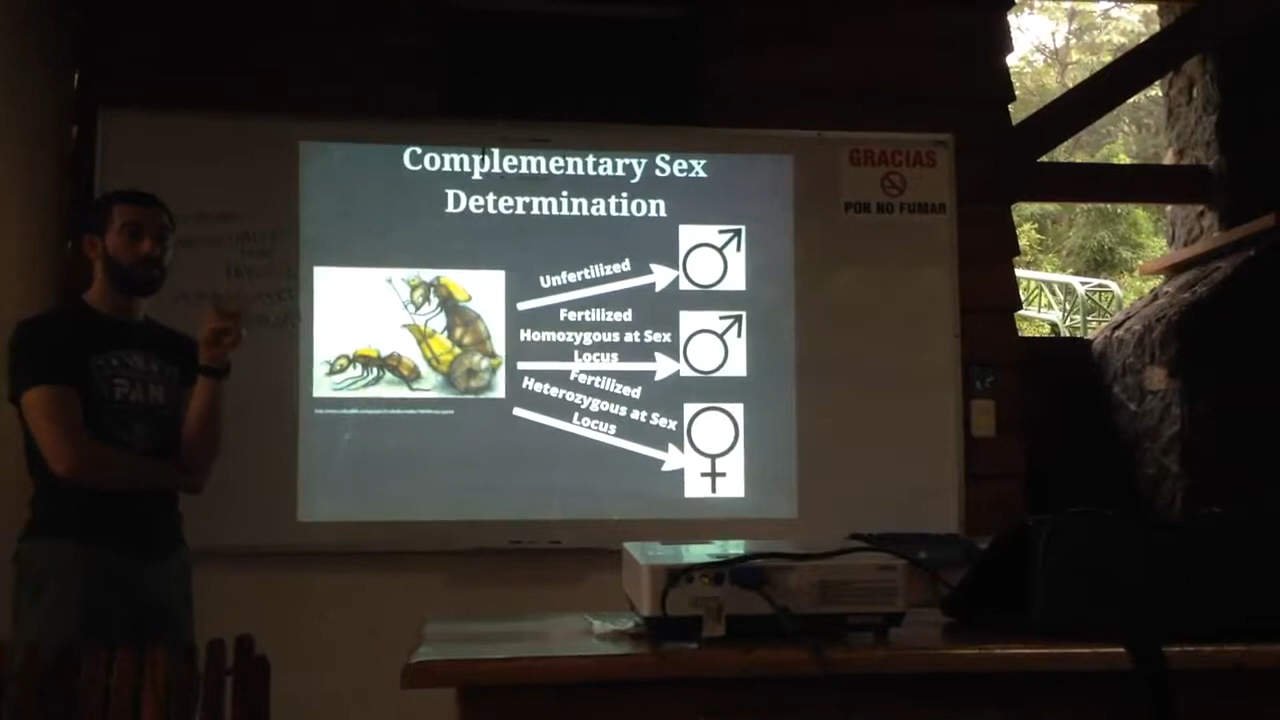 Complementary Sex
Determination
Unfertilized
Fertilized
Homozygous at Sex
Locus
Fertilized
Heterozygous at Sex
Locus
GRACIAS
POR NO FUMAR
PAN